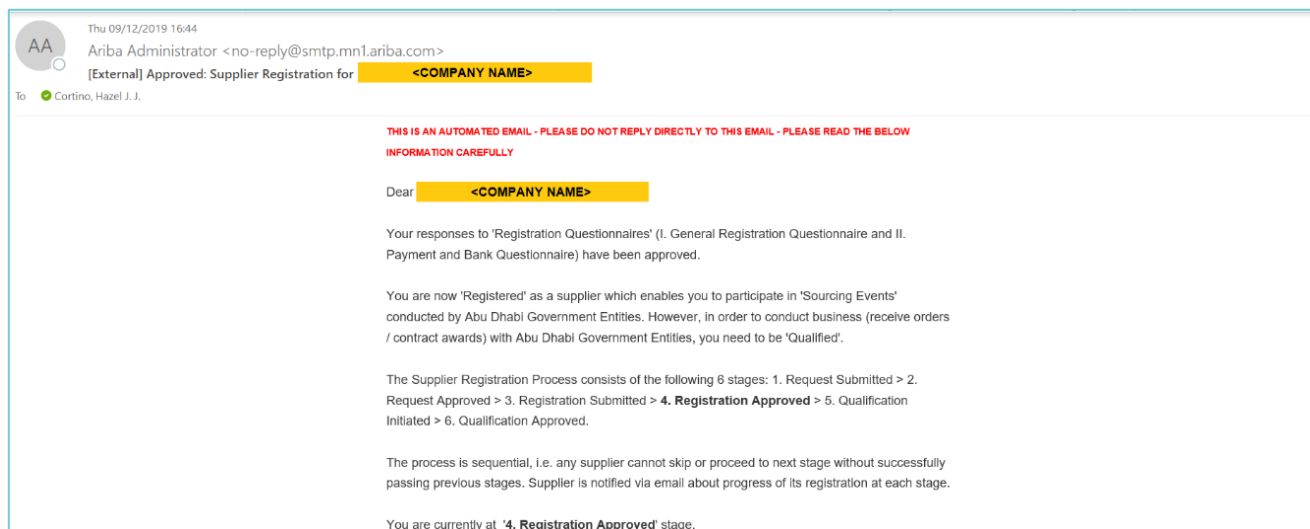 AA
Thu 09/12/2019 16:44
Ariba Administrator <no-reply@smtp.mn1.ariba.com>
[External] Approved: Supplier Registration for <COMPANY NAME>
To Cortino, Hazel J. J.
THIS IS AN AUTOMATED EMAIL - PLEASE DO NOT REPLY DIRECTLY TO THIS EMAIL - PLEASE READ THE BELOW
INFORMATION CAREFULLY
Dear <COMPANY NAME>
Your responses to 'Registration Questionnaires' (I. General Registration Questionnaire and II.
Payment and Bank Questionnaire) have been approved.
You are now 'Registered' as a supplier which enables you to participate in 'Sourcing Events'
conducted by Abu Dhabi Government Entities. However, in order to conduct business (receive orders
/ contract awards) with Abu Dhabi Government Entities, you need to be 'Qualified'.
The Supplier Registration Process consists of the following 6 stages: 1. Request Submitted > 2.
Request Approved > 3. Registration Submitted > 4. Registration Approved > 5. Qualification
Initiated > 6. Qualification Approved.
The process is sequential, i.e. any supplier cannot skip or proceed to next stage without successfully
passing previous stages. Supplier is notified via email about progress of its registration at each stage.
You are currently at '4. Registration Approved' stage.